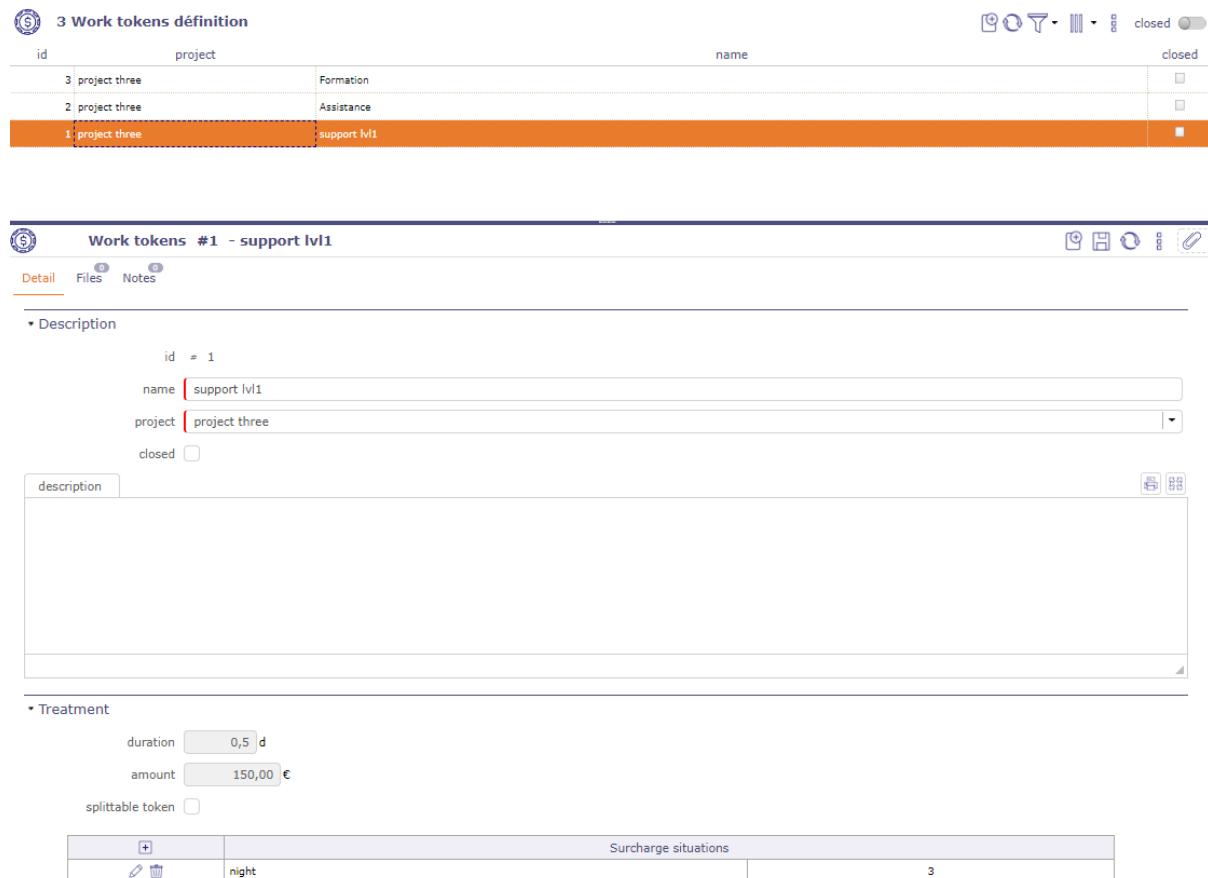 3 Work tokens définition
closed
id project name closed
3 project three Formation
2 project three Assistance
1 project three support lvl1
Work tokens #1 - support lvl1
Detail Files 0 Notes 0
Description
id # 1
name support lvl1
project project three
closed
description
Treatment
duration 0,5 d
amount 150,00 €
splittable token
Surcharge situations
night 3